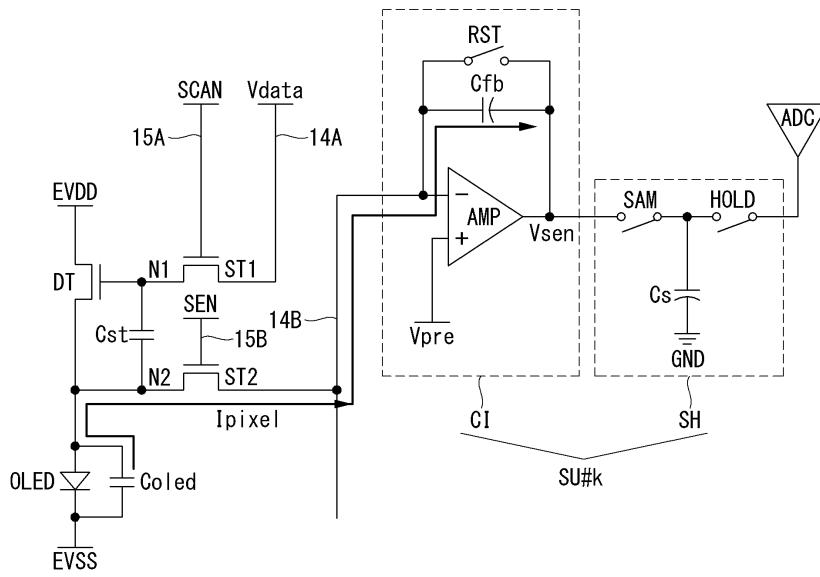 RST
Cfb
SCAN Vdata
15A 14A
ADC
EVDD
AMP
SAM HOLD
Vsen
DT
N1 ST1
SEN
14B
Cst
15B
Vpre
Cs
GND
N2 ST2
Ipixel
CI
SH
OLED
Coled
SU#k
EVSS